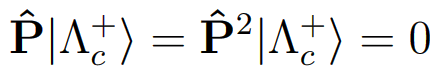 P̂|Λ_c^+⟩ = P̂^2|Λ_c^+⟩ = 0